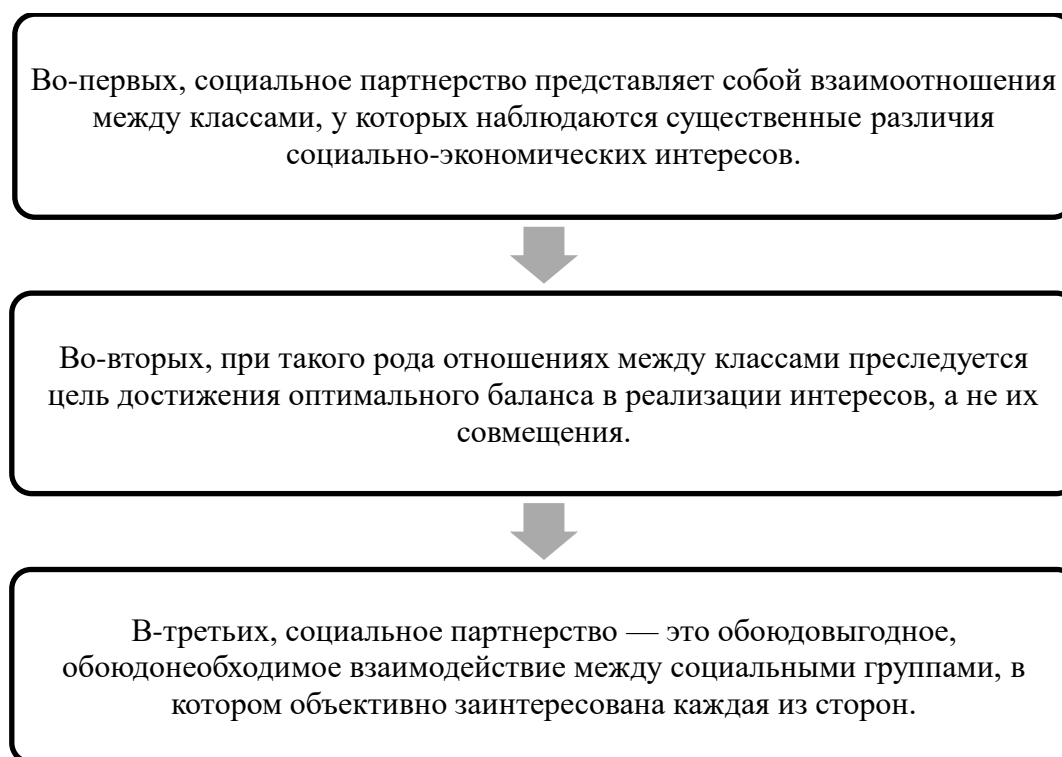 Во-первых, социальное партнерство представляет собой взаимоотношения
между классами, у которых наблюдаются существенные различия
социально-экономических интересов.
Во-вторых, при такого рода отношениях между классами преследуется
цель достижения оптимального баланса в реализации интересов, а не их
совмещения.
В-третьих, социальное партнерство — это обоюдовыгодное,
обоюдонеобходимое взаимодействие между социальными группами, в
котором объективно заинтересована каждая из сторон.